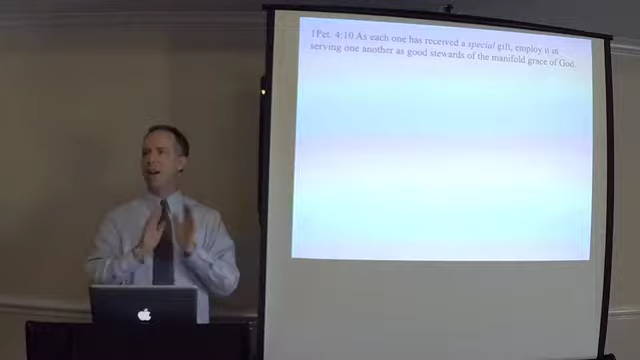 1Pet. 4:10 As each one has received a special gift, employ it in
serving one another as good stewards of the manifold grace of God.